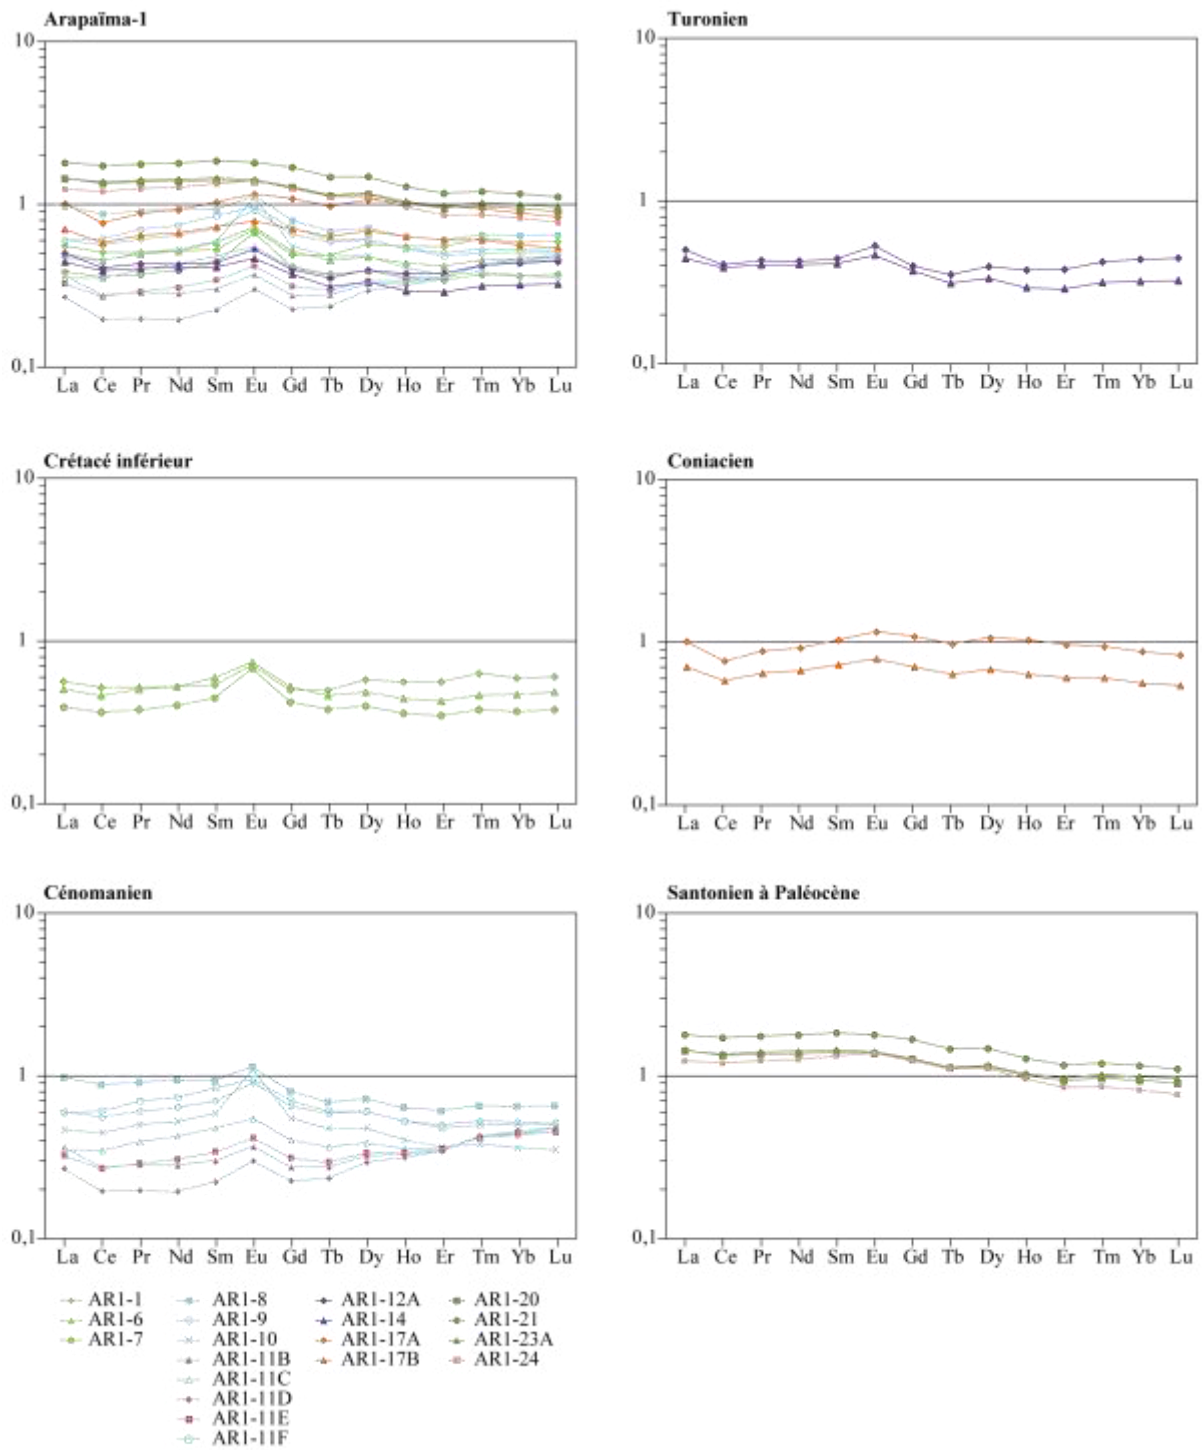 Arapaïma-1
10
1
0,1
La Ce Pr Nd Sm Eu Gd Tb Dy Ho Er Tm Yb Lu
Turonien
10
1
0,1
La Ce Pr Nd Sm Eu Gd Tb Dy Ho Er Tm Yb Lu
Crétacé inférieur
10
1
0,1
La Ce Pr Nd Sm Eu Gd Tb Dy Ho Er Tm Yb Lu
Coniacien
10
1
0,1
La Ce Pr Nd Sm Eu Gd Tb Dy Ho Er Tm Yb Lu
Cénomanien
10
1
0,1
La Ce Pr Nd Sm Eu Gd Tb Dy Ho Er Tm Yb Lu
Santonien à Paléocène
10
1
0,1
La Ce Pr Nd Sm Eu Gd Tb Dy Ho Er Tm Yb Lu
AR1-1
AR1-6
AR1-7
AR1-8
AR1-9
AR1-10
AR1-11B
AR1-11C
AR1-11D
AR1-11E
AR1-11F
AR1-12A
AR1-14
AR1-17A
AR1-17B
AR1-20
AR1-21
AR1-23A
AR1-24